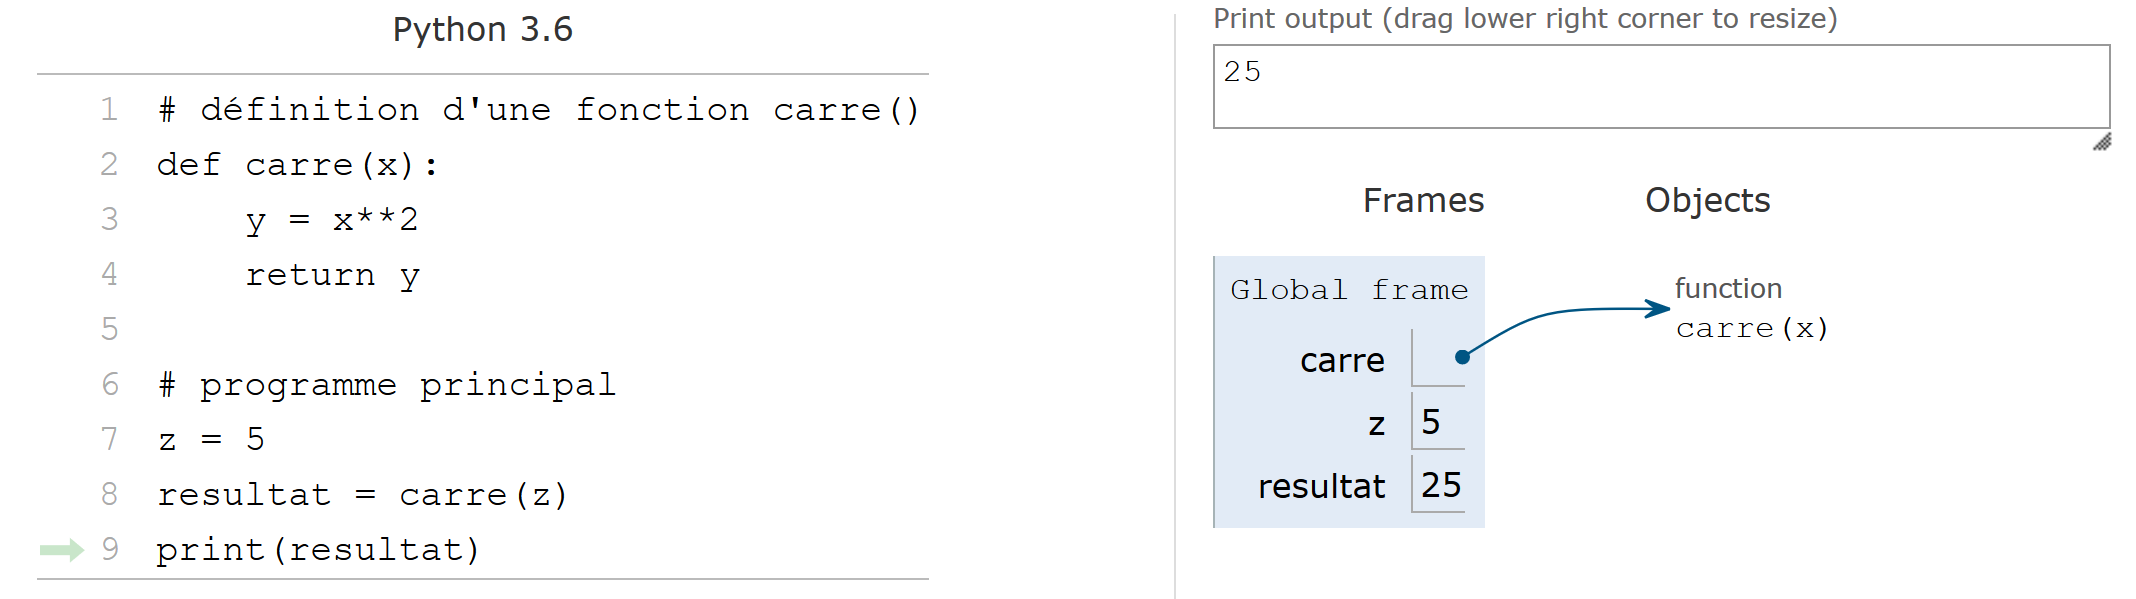 Python 3.6
1 # définition d'une fonction carre()
2 def carre(x):
3     y = x**2
4     return y
5
6 # programme principal
7 z = 5
8 resultat = carre(z)
9 print(resultat)
Print output (drag lower right corner to resize)
25
Frames Objects
Global frame
carre
z 5
resultat 25
function
carre(x)